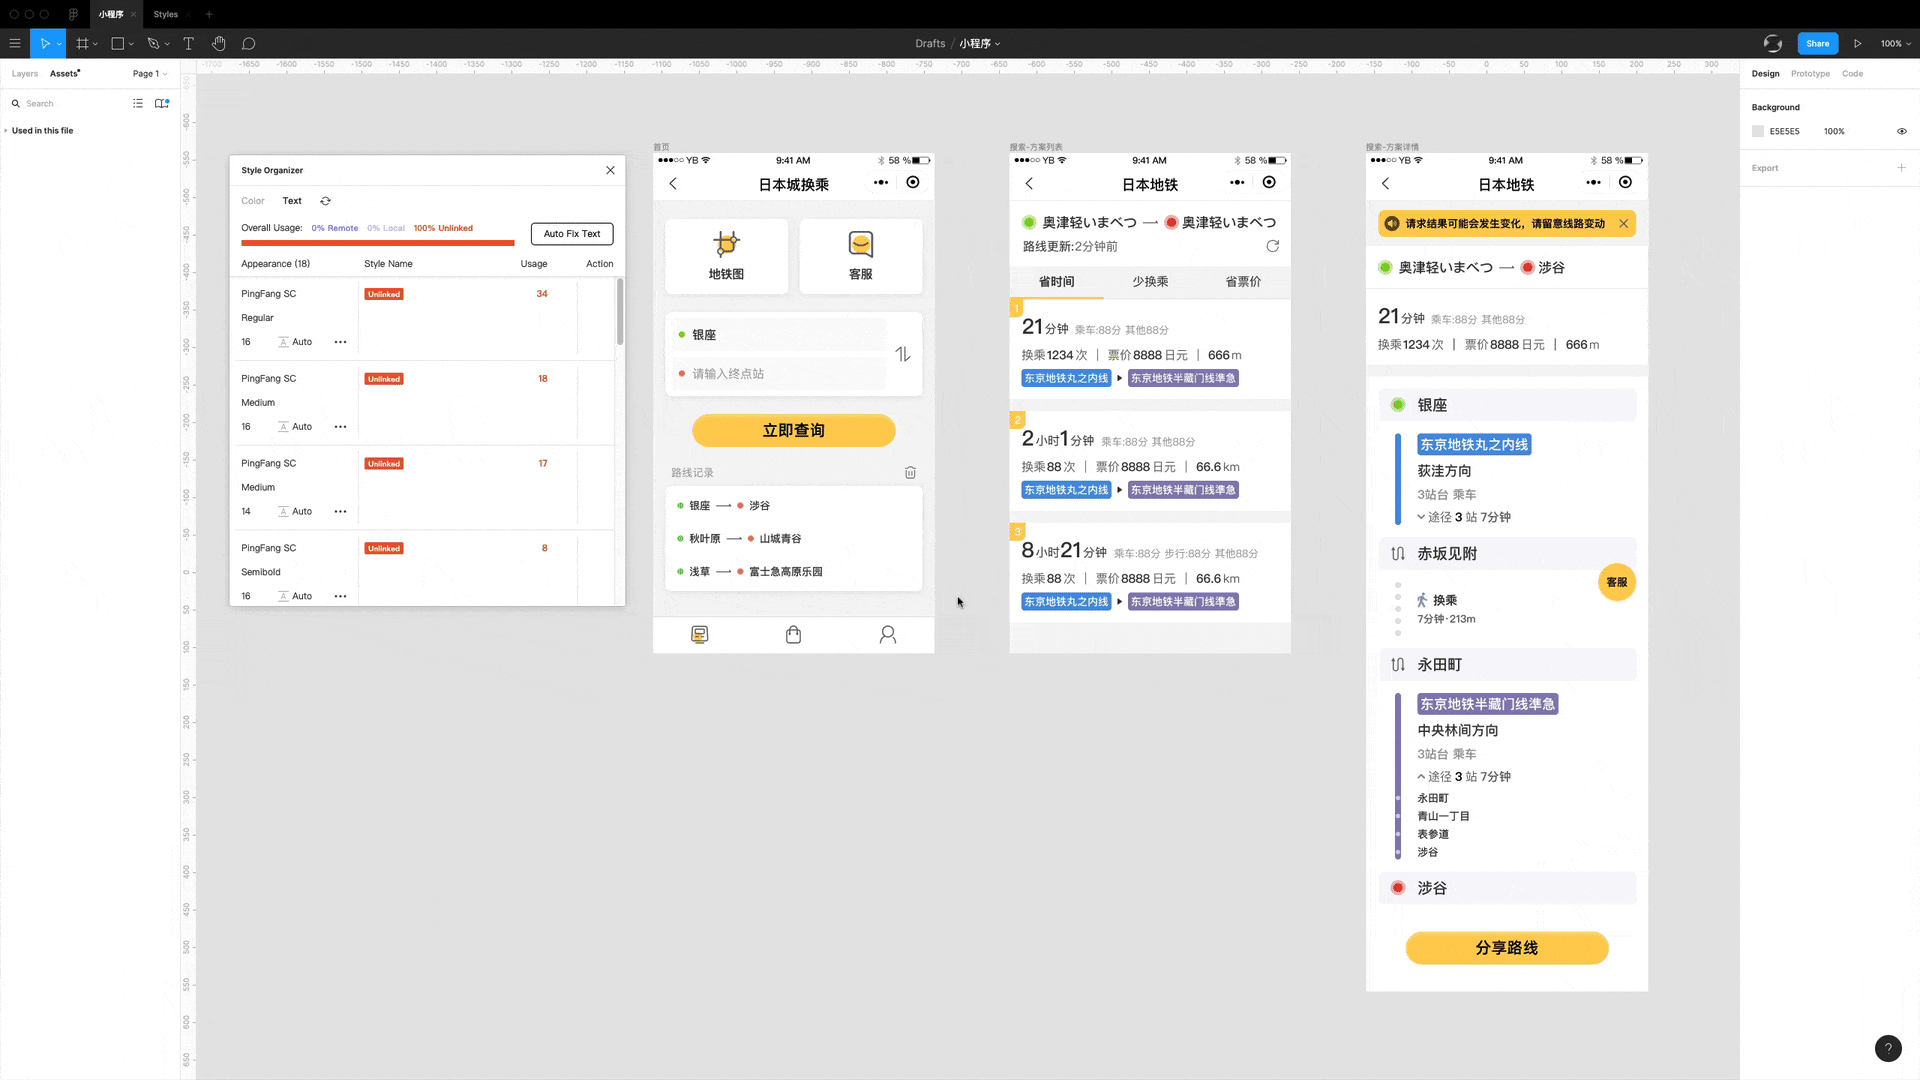 小程序
Styles
Drafts / 小程序
Share
100%
Layers
Assets
Page 1
Search
Used in this file
Design
Prototype
Code
Background
E5E5E5
100%
Export
Style Organizer
Color
Text
Overall Usage:
0% Remote
0% Local
100% Unlinked
Auto Fix Text
Appearance (18)
Style Name
Usage
Action
PingFang SC
Unlinked
34
Regular
16
Auto
PingFang SC
Unlinked
18
Medium
16
Auto
PingFang SC
Unlinked
17
Medium
14
Auto
PingFang SC
Unlinked
8
Semibold
16
Auto
首页
YB
9:41 AM
58 %
日本城换乘
地铁图
客服
银座
请输入终点站
立即查询
路线记录
银座
涉谷
秋叶原
山城青谷
浅草
富士急高原乐园
搜索-方案列表
YB
9:41 AM
58 %
日本地铁
奥津轻いまべつ
奥津轻いまべつ
路线更新:2分钟前
省时间
少换乘
省票价
1
21分钟 乘车:88分 其他88分
换乘1234次 | 票价8888日元 | 666m
东京地铁丸之内线
东京地铁半藏门线準急
2
2小时1分钟 乘车:88分 其他88分
换乘88次 | 票价8888日元 | 66.6km
东京地铁丸之内线
东京地铁半藏门线準急
3
8小时21分钟 乘车:88分 步行:88分 其他88分
换乘88次 | 票价8888日元 | 66.6km
东京地铁丸之内线
东京地铁半藏门线準急
搜索-方案详情
YB
9:41 AM
58 %
日本地铁
请求结果可能会发生变化，请留意线路变动
奥津轻いまべつ
涉谷
21分钟 乘车:88分 其他88分
换乘1234次 | 票价8888日元 | 666m
银座
东京地铁丸之内线
荻洼方向
3站台 乘车
途径 3 站 7分钟
赤坂见附
客服
换乘
7分钟·213m
永田町
东京地铁半藏门线準急
中央林间方向
3站台 乘车
途径 3 站 7分钟
永田町
青山一丁目
表参道
涉谷
涉谷
分享路线
?